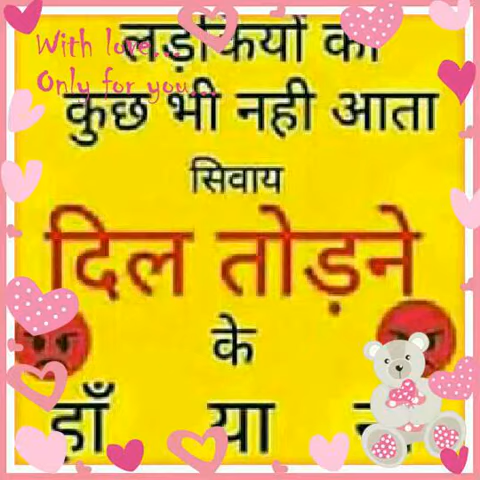 With love...
Only for you...
लड़कियों को
कुछ भी नही आता
सिवाय
दिल तोड़ने
के
हाँ या